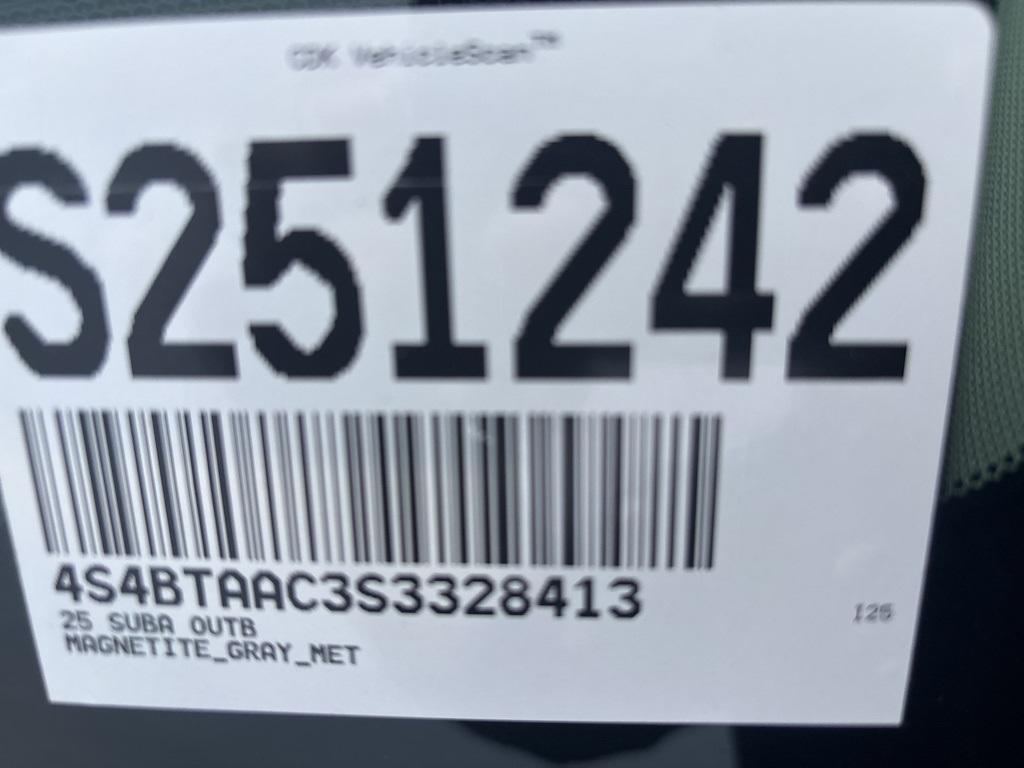 CDK VehicleScan™
S251242
4S4BTAAC3S3328413
25 SUBA OUTB
MAGNETITE_GRAY_MET
I25